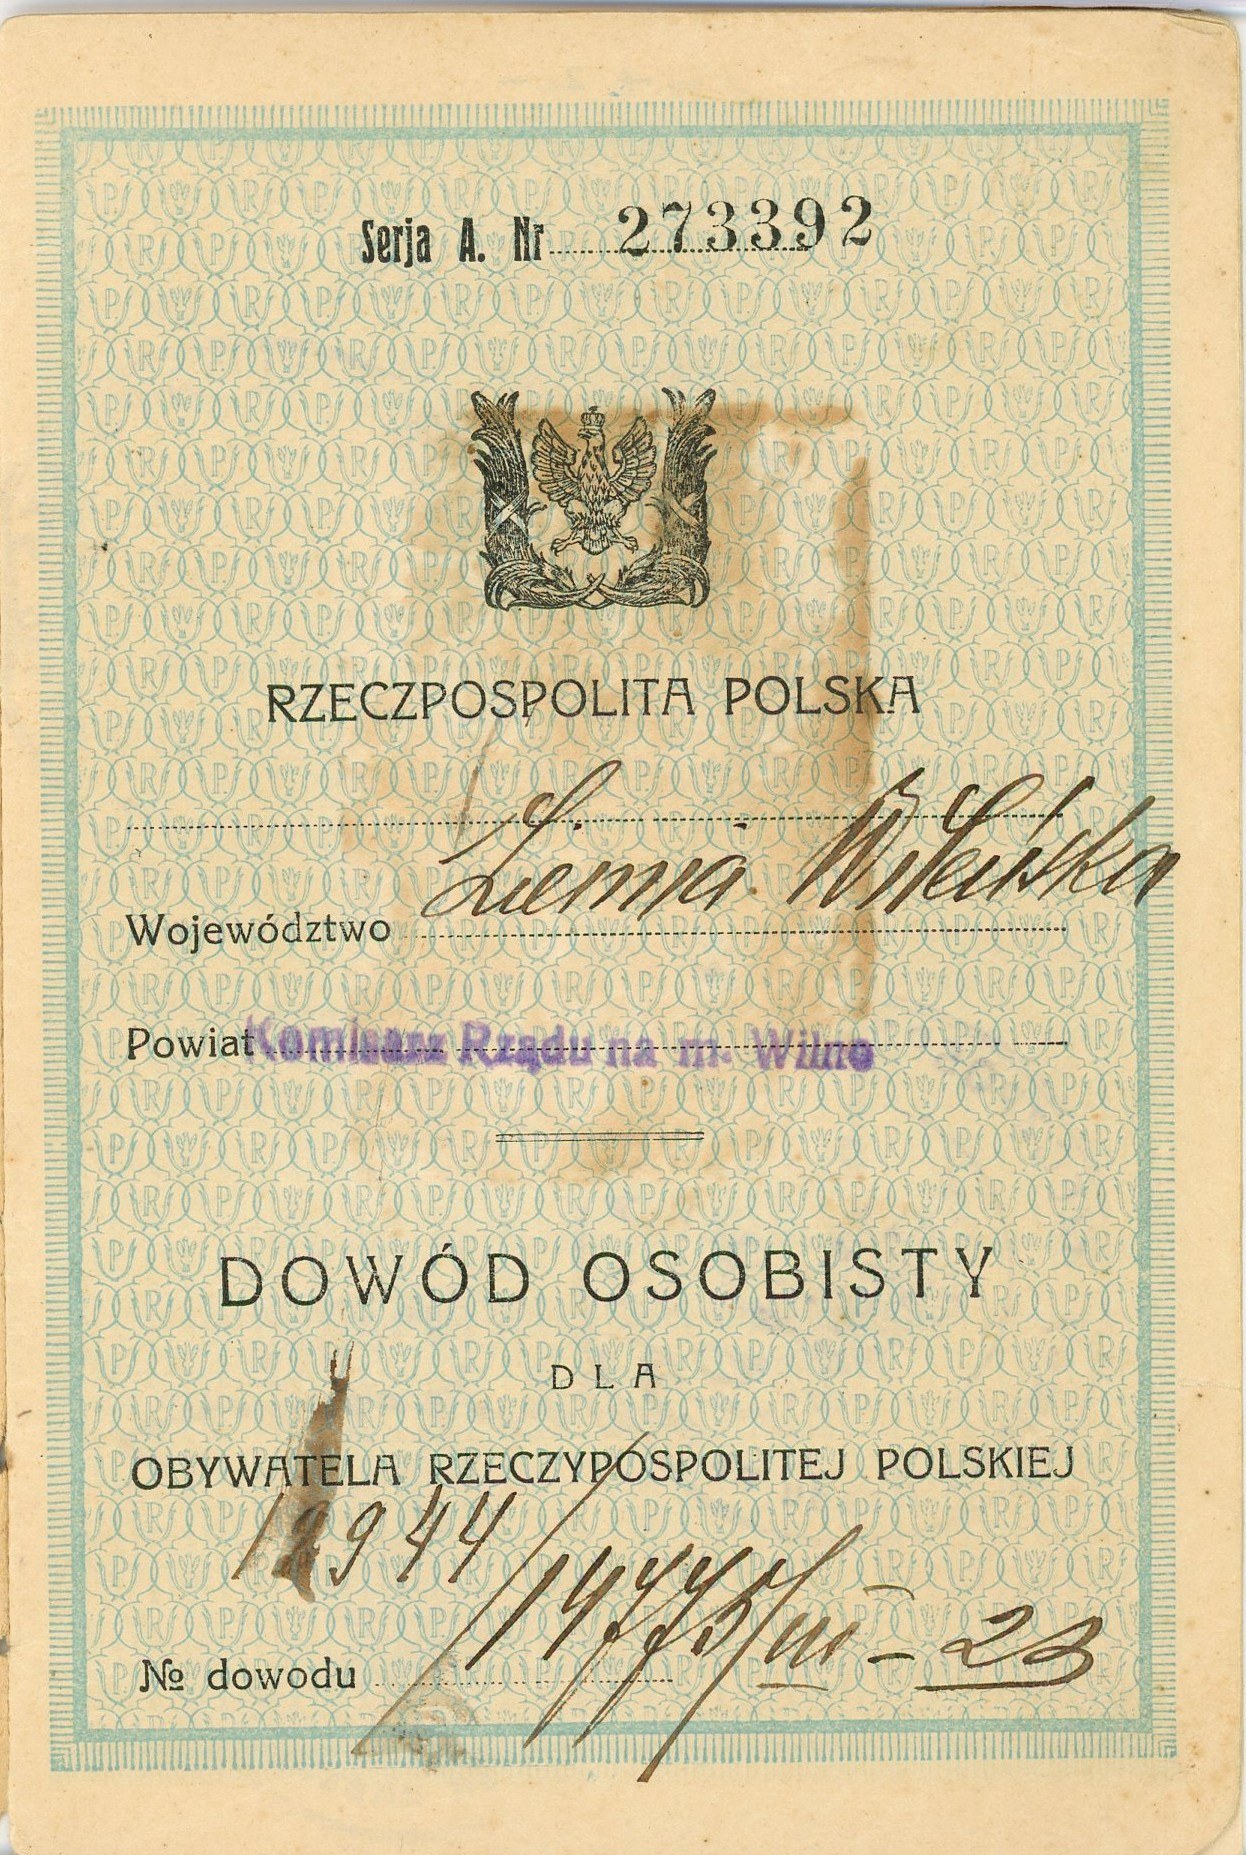 Serja A. Nr 273392
RZECZPOSPOLITA POLSKA
Ziemia Wileńska
Województwo
Powiat Komisarz Rządu na m. Wilno
DOWÓD OSOBISTY
DLA
OBYWATELA RZECZYPOSPOLITEJ POLSKIEJ
№ dowodu